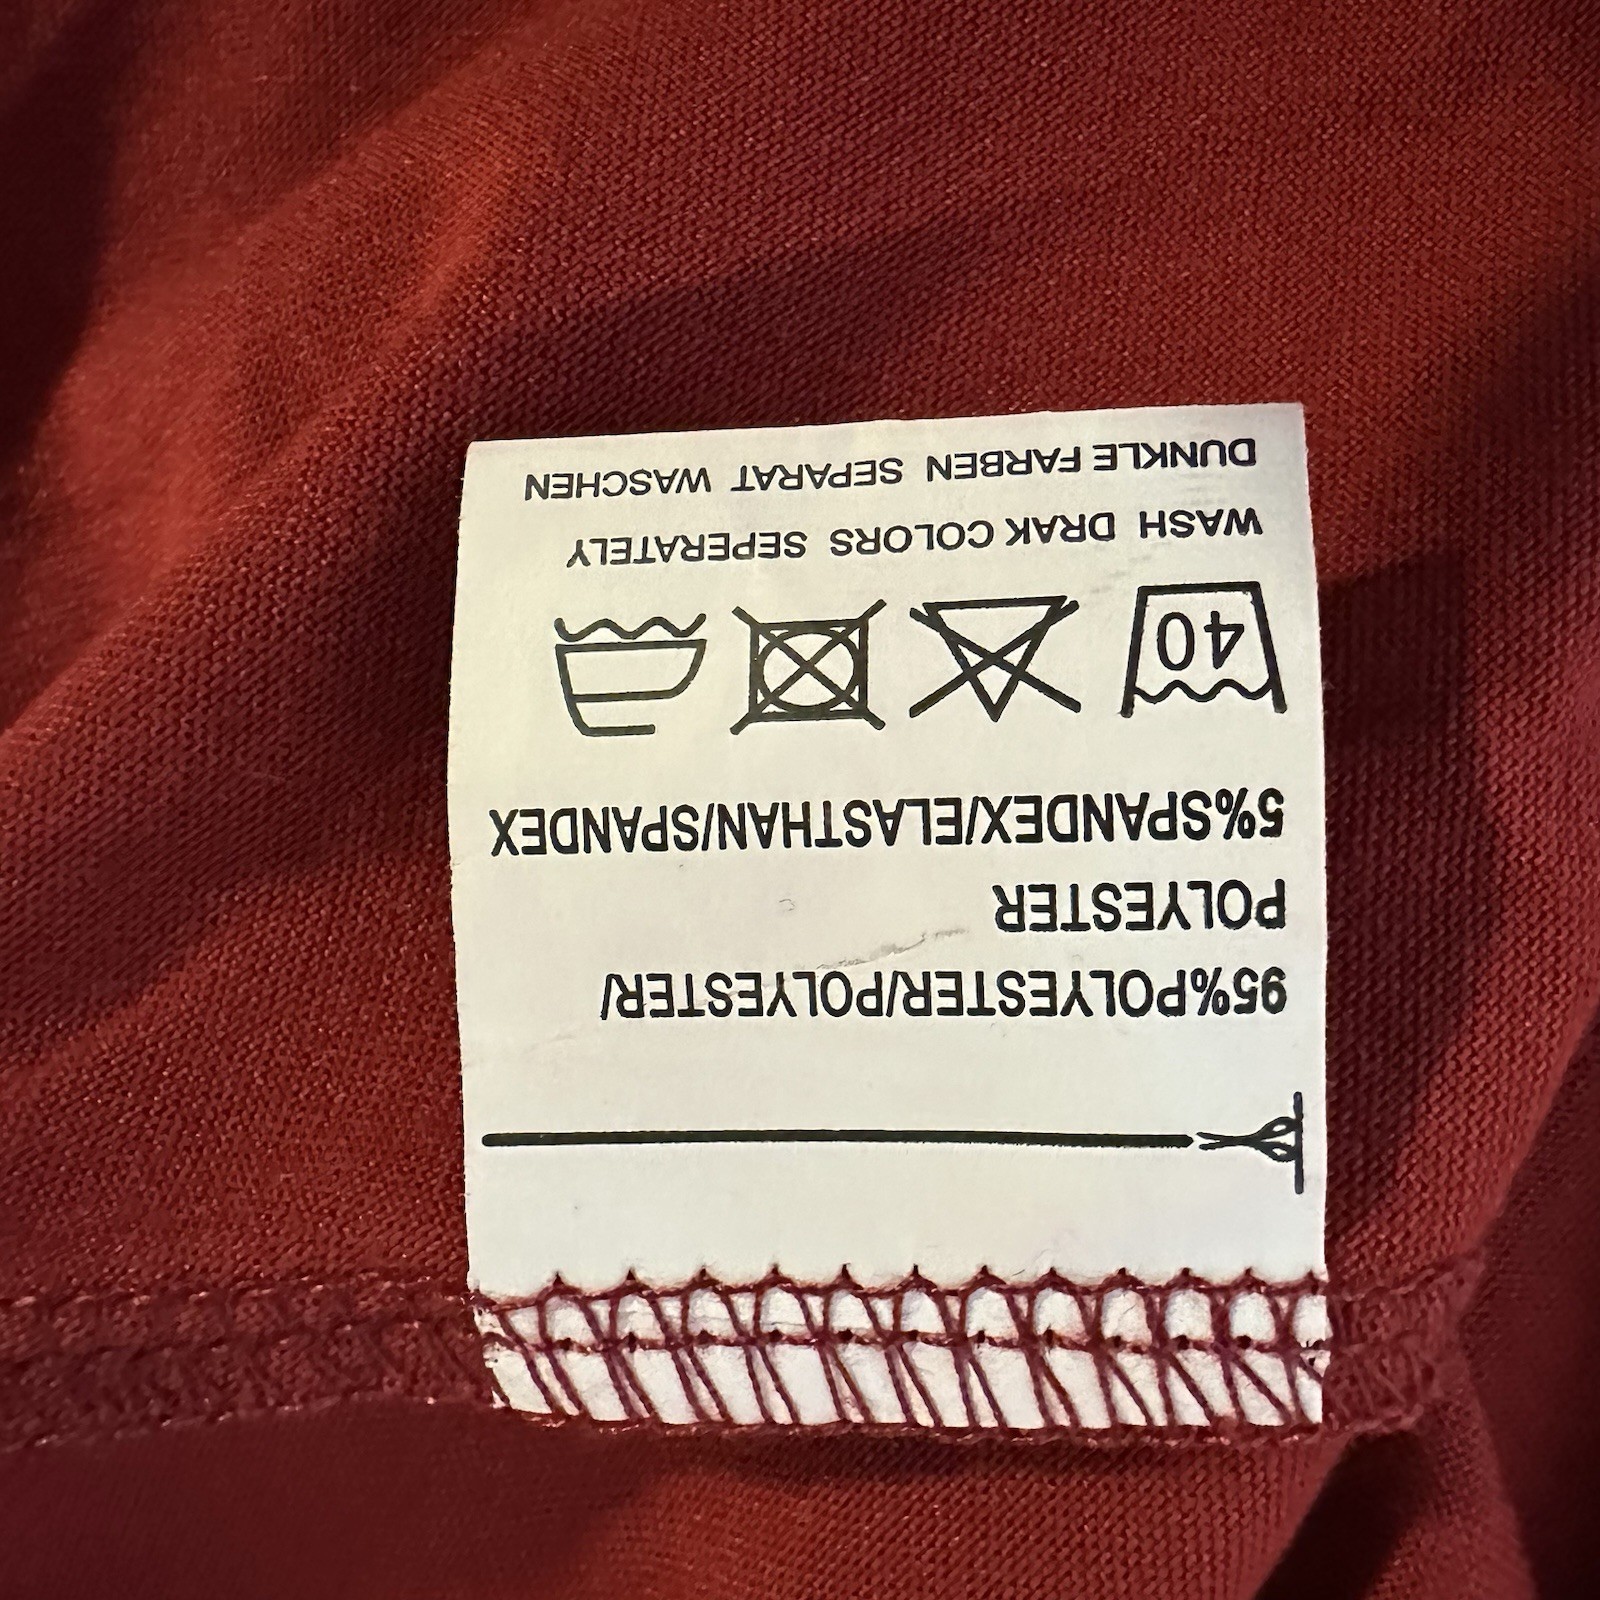 95%POLYESTER/POLYESTER/
POLYESTER
5%SPANDEX/ELASTHAN/SPANDEX
40
WASH DRAK COLORS SEPERATELY
DUNKLE FARBEN SEPARAT WASCHEN